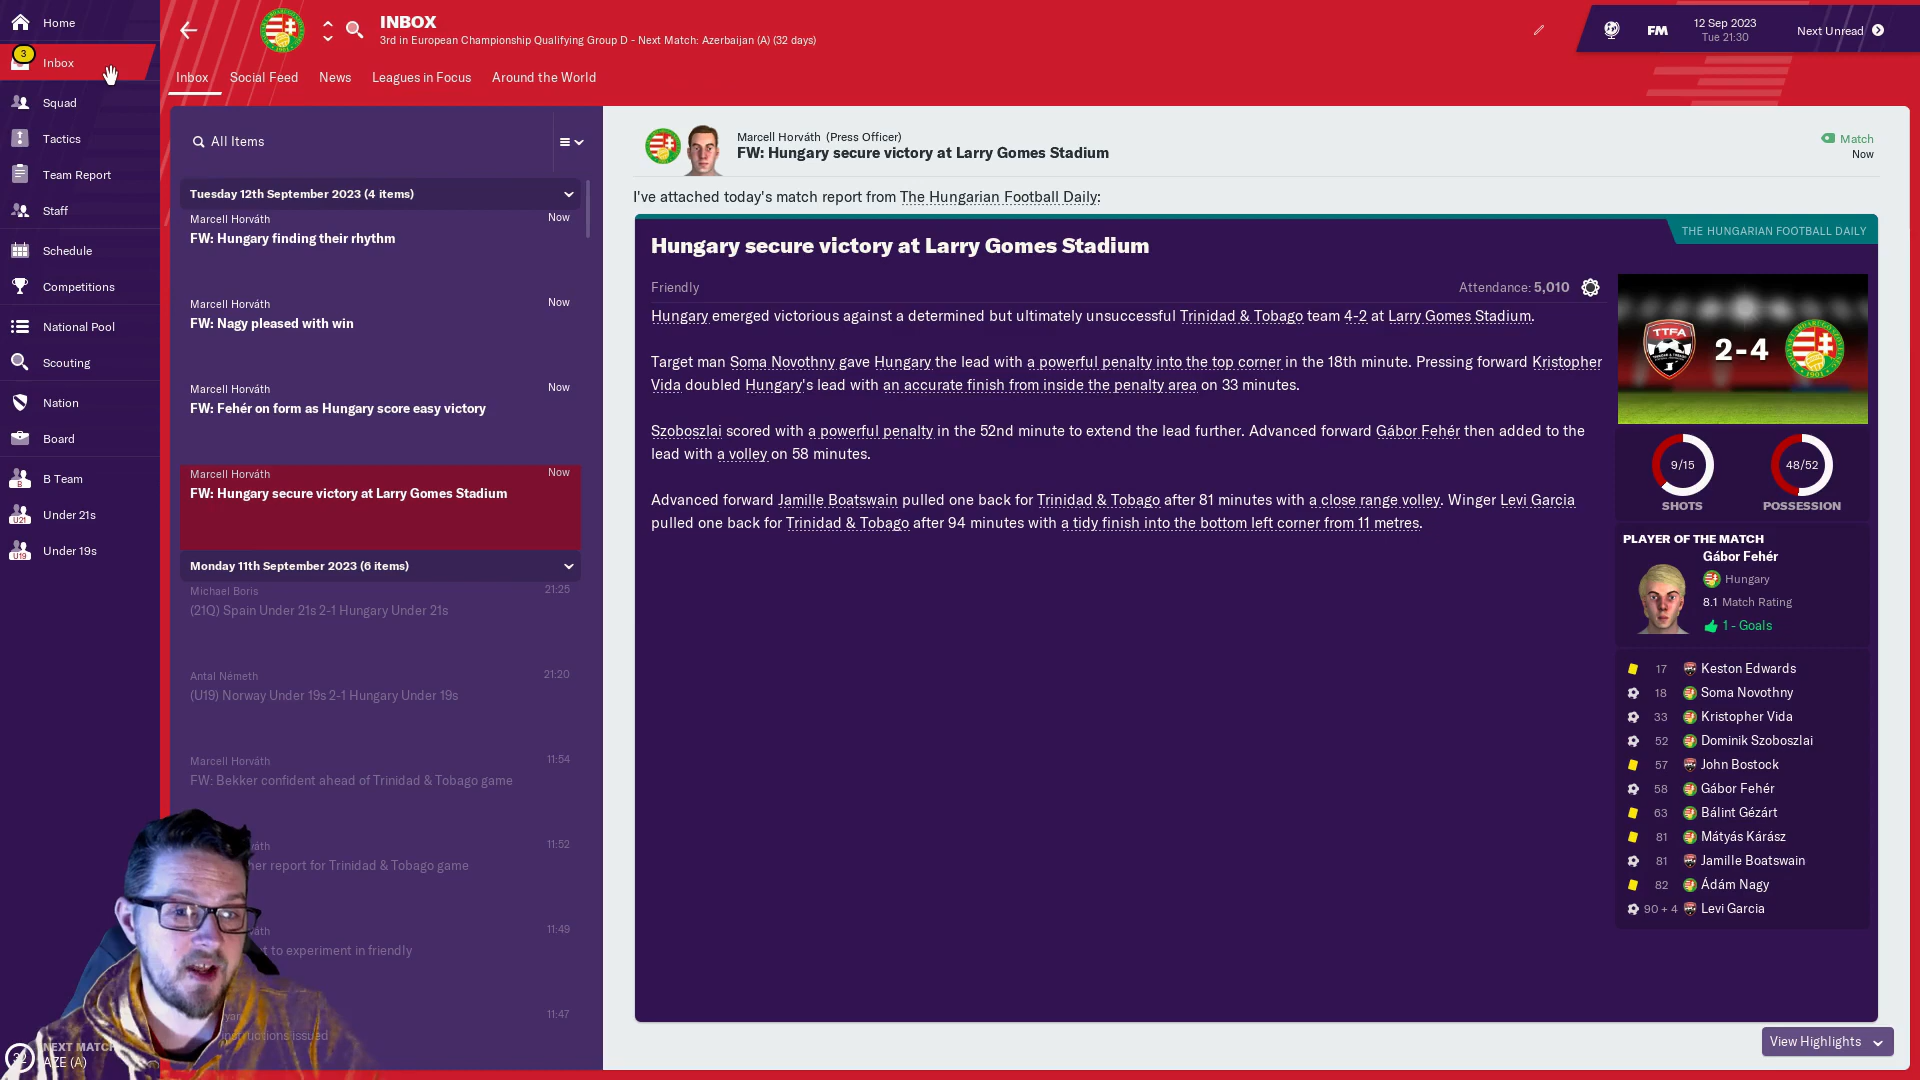 Home
3
Inbox
Squad
Tactics
Team Report
Staff
Schedule
Competitions
National Pool
Scouting
Nation
Board
B
B Team
U21
Under 21s
U19
Under 19s
INBOX
3rd in European Championship Qualifying Group D - Next Match: Azerbaijan (A) (32 days)
FM
12 Sep 2023
Tue 21:30
Next Unread
Inbox
Social Feed
News
Leagues in Focus
Around the World
All Items
Tuesday 12th September 2023 (4 items)
Marcell Horváth Now
FW: Hungary finding their rhythm
Marcell Horváth Now
FW: Nagy pleased with win
Marcell Horváth Now
FW: Fehér on form as Hungary score easy victory
Marcell Horváth Now
FW: Hungary secure victory at Larry Gomes Stadium
Monday 11th September 2023 (6 items)
Michael Boris 21:25
(21Q) Spain Under 21s 2-1 Hungary Under 21s
Antal Németh 21:20
(U19) Norway Under 19s 2-1 Hungary Under 19s
Marcell Horváth 11:54
FW: Bekker confident ahead of Trinidad & Tobago game
11:52
report for Trinidad & Tobago game
11:49
to experiment in friendly
11:47
instructions issued
NEXT MATCH
AZE (A)
Marcell Horváth (Press Officer)
FW: Hungary secure victory at Larry Gomes Stadium
Match
Now
I've attached today's match report from The Hungarian Football Daily:
THE HUNGARIAN FOOTBALL DAILY
Hungary secure victory at Larry Gomes Stadium
Friendly
Attendance: 5,010
Hungary emerged victorious against a determined but ultimately unsuccessful Trinidad & Tobago team 4-2 at Larry Gomes Stadium.
Target man Soma Novothny gave Hungary the lead with a powerful penalty into the top corner in the 18th minute. Pressing forward Kristopher
Vida doubled Hungary's lead with an accurate finish from inside the penalty area on 33 minutes.
Szoboszlai scored with a powerful penalty in the 52nd minute to extend the lead further. Advanced forward Gábor Fehér then added to the
lead with a volley on 58 minutes.
Advanced forward Jamille Boatswain pulled one back for Trinidad & Tobago after 81 minutes with a close range volley. Winger Levi Garcia
pulled one back for Trinidad & Tobago after 94 minutes with a tidy finish into the bottom left corner from 11 metres.
TTFA
2-4
1901
9/15
SHOTS
48/52
POSSESSION
PLAYER OF THE MATCH
Gábor Fehér
Hungary
8.1 Match Rating
1 - Goals
17 Keston Edwards
18 Soma Novothny
33 Kristopher Vida
52 Dominik Szoboszlai
57 John Bostock
58 Gábor Fehér
63 Bálint Gézárt
81 Mátyás Kárász
81 Jamille Boatswain
82 Ádám Nagy
90 + 4 Levi Garcia
View Highlights